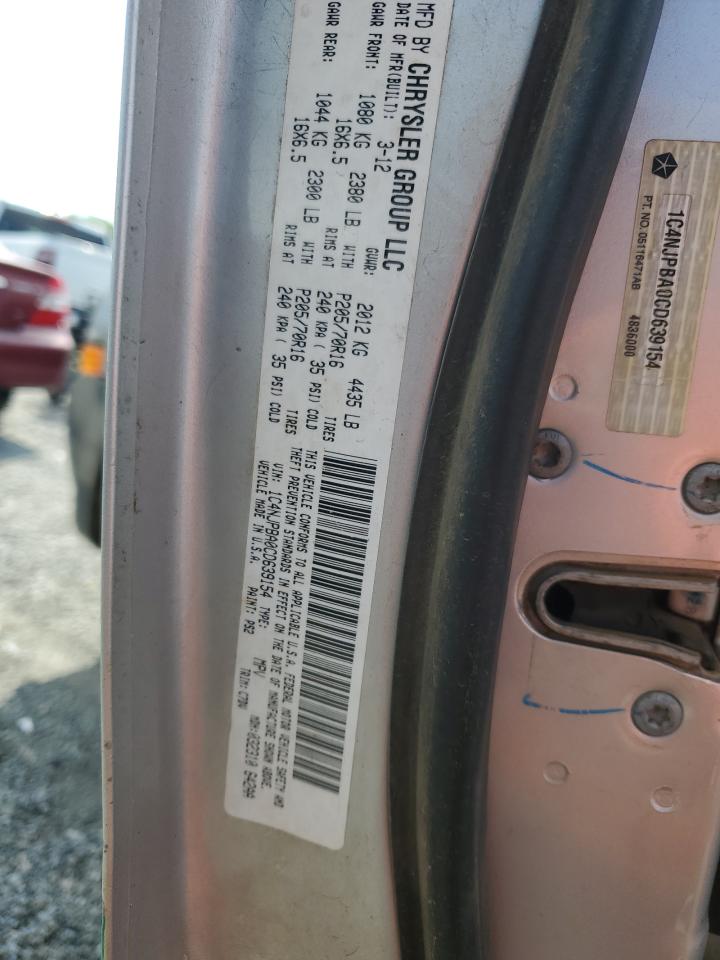 MFD BY CHRYSLER GROUP LLC
DATE OF MFR(BUILT): 3-12 GVWR: 2012 KG 4435 LB
GAWR FRONT: 1080 KG 2380 LB WITH P205/70R16 TIRES
16X6.5 RIMS AT 240 KPA ( 35 PSI) COLD
GAWR REAR: 1044 KG 2300 LB WITH P205/70R16 TIRES
16X6.5 RIMS AT 240 KPA ( 35 PSI) COLD
THIS VEHICLE CONFORMS TO ALL APPLICABLE U.S.A. FEDERAL MOTOR VEHICLE SAFETY AND
THEFT PREVENTION STANDARDS IN EFFECT ON THE DATE OF MANUFACTURE SHOWN ABOVE.
VIN: 1C4NJPBA0CD639154 TYPE: MPV MDH:032310
VEHICLE MADE IN U.S.A. PAINT: PS2 TRIM:
1C4NJPBA0CD639154
PT. NO. 05116471AB 4836000